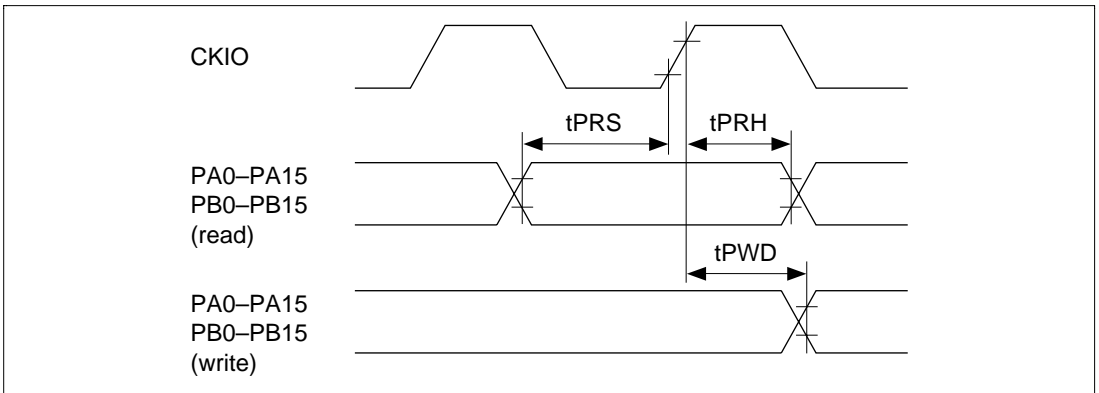 CKIO
tPRS
tPRH
PA0–PA15
PB0–PB15
(read)
tPWD
PA0–PA15
PB0–PB15
(write)